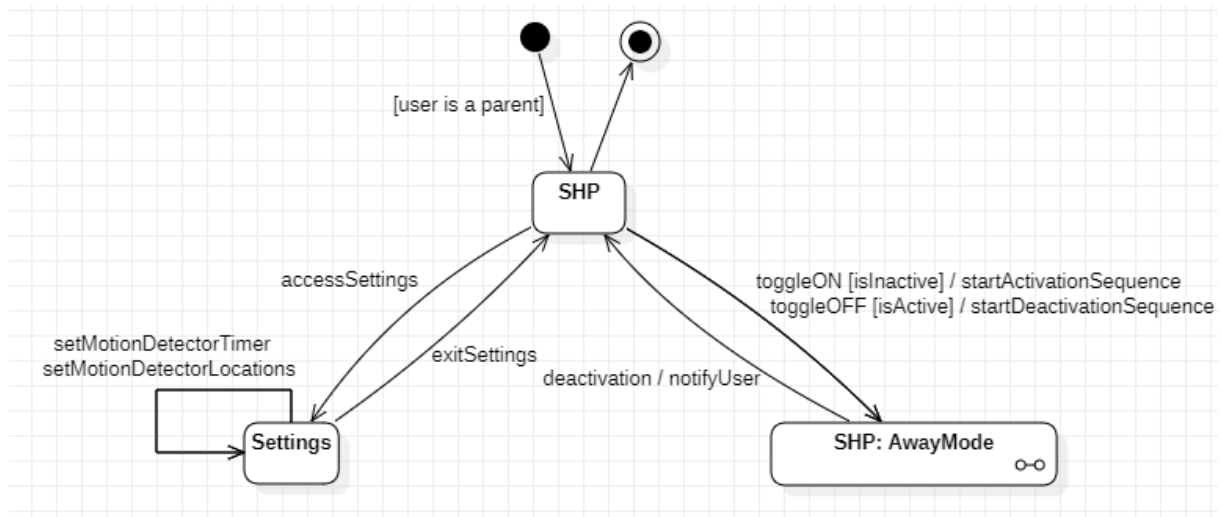 [user is a parent]
SHP
accessSettings
toggleON [isInactive] / startActivationSequence
toggleOFF [isActive] / startDeactivationSequence
setMotionDetectorTimer
setMotionDetectorLocations
exitSettings
deactivation / notifyUser
Settings
SHP: AwayMode